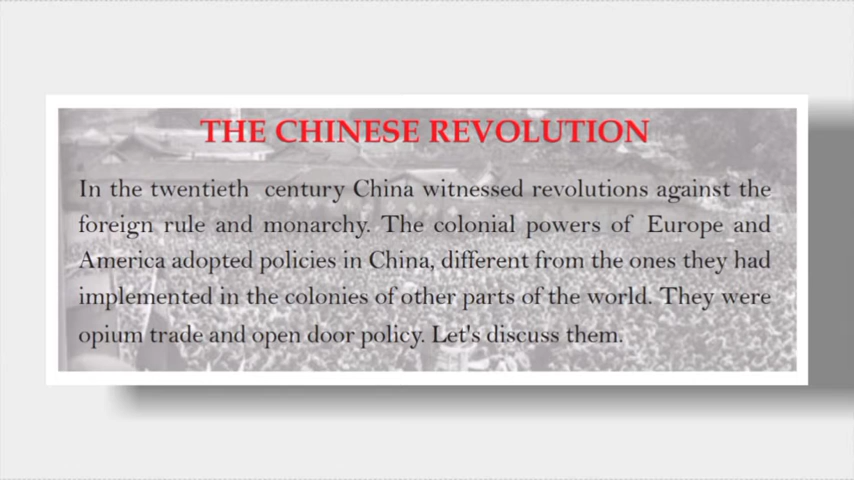 THE CHINESE REVOLUTION
In the twentieth century China witnessed revolutions against the
foreign rule and monarchy. The colonial powers of Europe and
America adopted policies in China, different from the ones they had
implemented in the colonies of other parts of the world. They were
opium trade and open door policy. Let's discuss them.